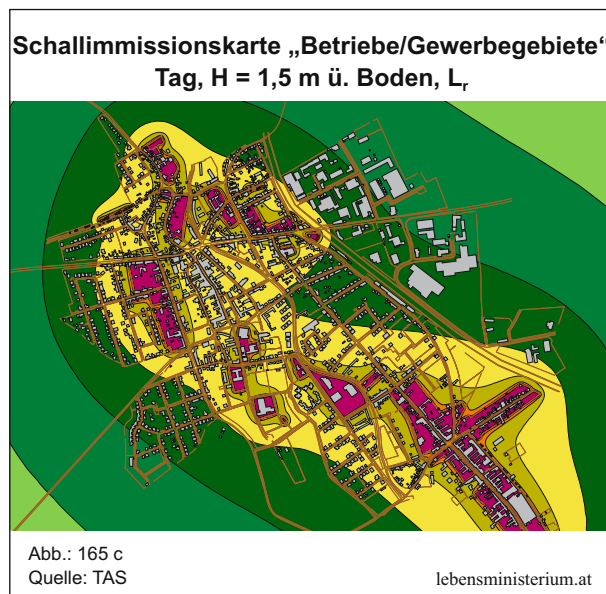 Schallimmissionskarte „Betriebe/Gewerbegebiete“
Tag, H = 1,5 m ü. Boden, Lr
Abb.: 165 c
Quelle: TAS
lebensministerium.at